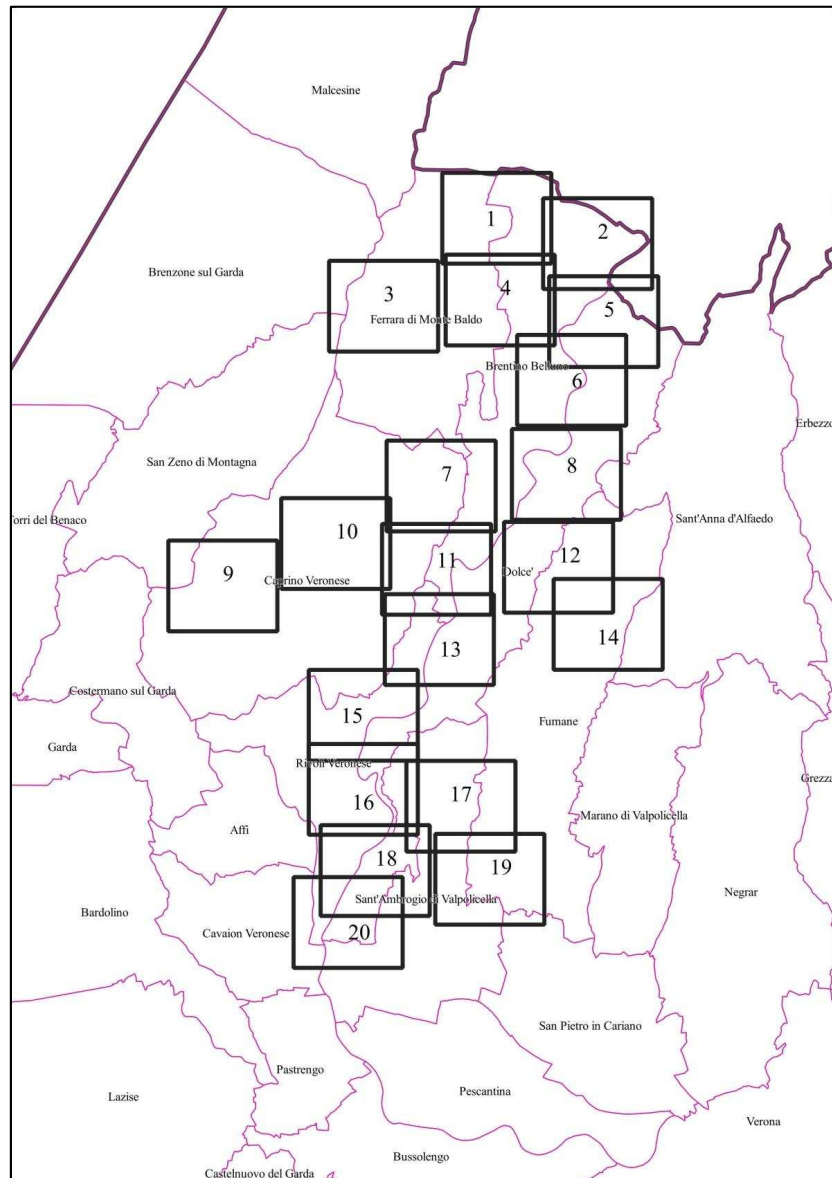 Malcesine
1
2
Brenzone sul Garda
3
4
5
Ferrara di Monte Baldo
Brentino Belluno
6
Erbezzo
San Zeno di Montagna
7
8
Torri del Benaco
10
Sant'Anna d'Alfaedo
9
Caprino Veronese
11
Dolce'
12
13
14
Costermano sul Garda
15
Fumane
Garda
Rivoli Veronese
16
17
Grezza
Affi
Marano di Valpolicella
18
19
Negrar
Bardolino
Sant'Ambrogio di Valpolicella
Cavaion Veronese
20
San Pietro in Cariano
Pastrengo
Lazise
Pescantina
Verona
Bussolengo
Castelnuovo del Garda